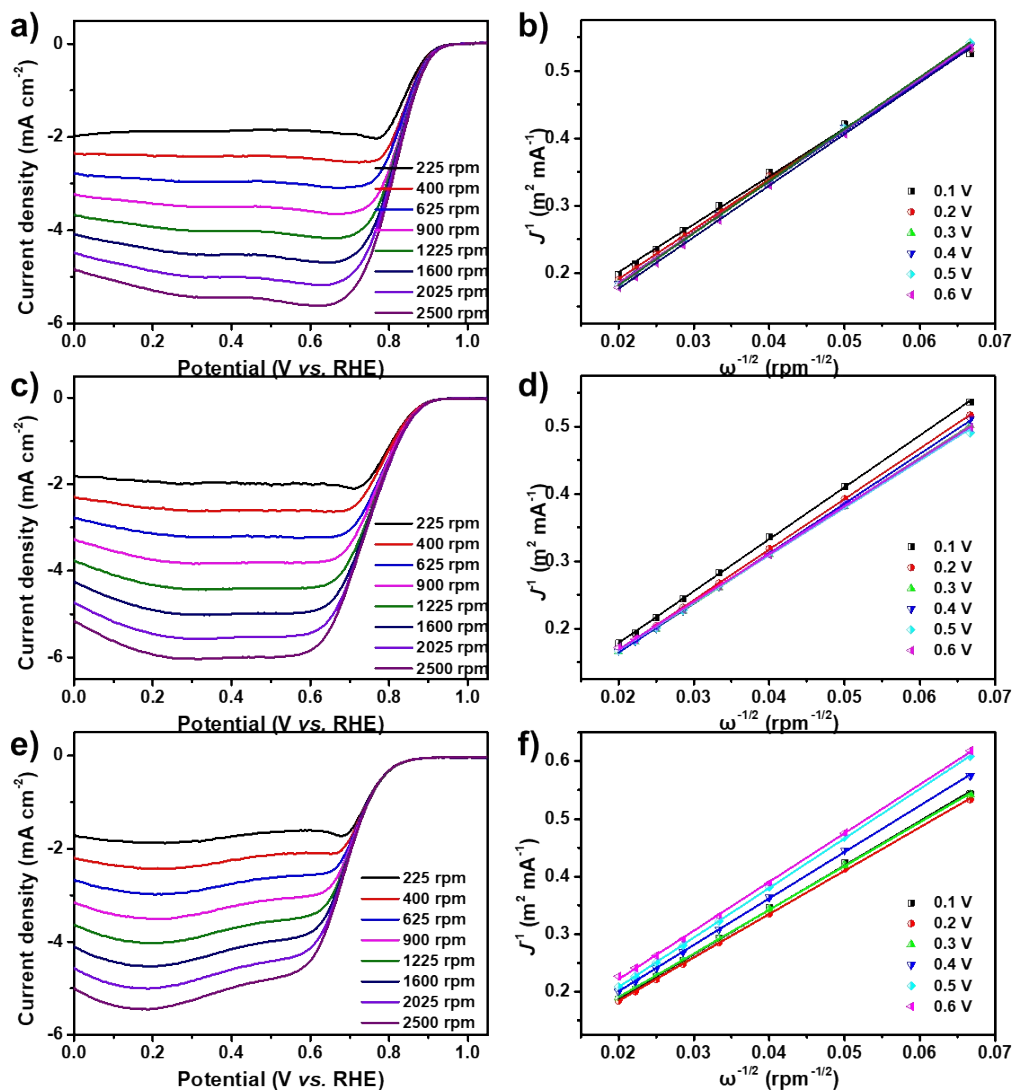 a)
Current density (mA cm⁻²)
0
-2
-4
-6
0.0 0.2 0.4 0.6 0.8 1.0
Potential (V vs. RHE)
225 rpm
400 rpm
625 rpm
900 rpm
1225 rpm
1600 rpm
2025 rpm
2500 rpm
b)
J⁻¹ (m² mA⁻¹)
0.5
0.4
0.3
0.2
0.02 0.03 0.04 0.05 0.06 0.07
ω⁻¹/² (rpm⁻¹/²)
0.1 V
0.2 V
0.3 V
0.4 V
0.5 V
0.6 V
c)
Current density (mA cm⁻²)
0
-2
-4
-6
0.0 0.2 0.4 0.6 0.8 1.0
Potential (V vs. RHE)
225 rpm
400 rpm
625 rpm
900 rpm
1225 rpm
1600 rpm
2025 rpm
2500 rpm
d)
J⁻¹ (m² mA⁻¹)
0.5
0.4
0.3
0.2
0.02 0.03 0.04 0.05 0.06 0.07
ω⁻¹/² (rpm⁻¹/²)
0.1 V
0.2 V
0.3 V
0.4 V
0.5 V
0.6 V
e)
Current density (mA cm⁻²)
0
-2
-4
-6
0.0 0.2 0.4 0.6 0.8 1.0
Potential (V vs. RHE)
225 rpm
400 rpm
625 rpm
900 rpm
1225 rpm
1600 rpm
2025 rpm
2500 rpm
f)
J⁻¹ (m² mA⁻¹)
0.6
0.5
0.4
0.3
0.2
0.02 0.03 0.04 0.05 0.06 0.07
ω⁻¹/² (rpm⁻¹/²)
0.1 V
0.2 V
0.3 V
0.4 V
0.5 V
0.6 V